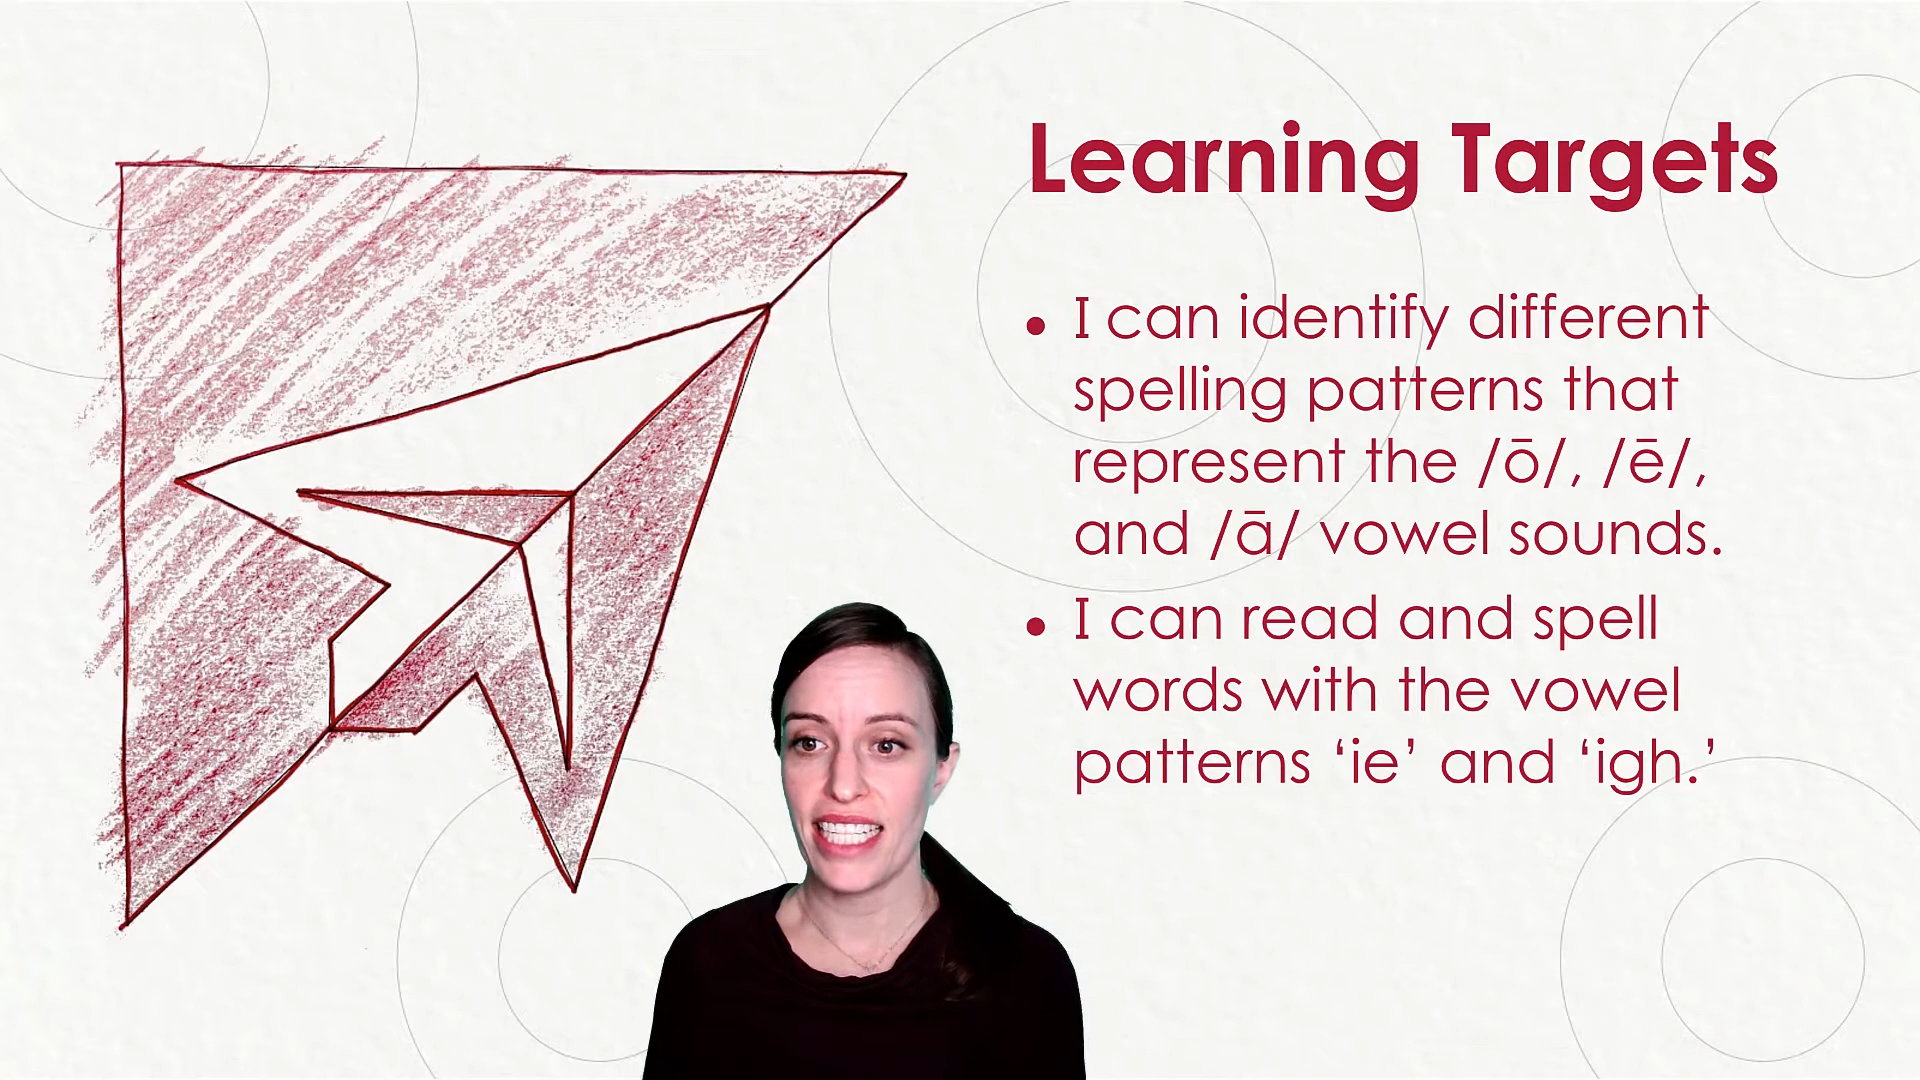 Learning Targets
• I can identify different
spelling patterns that
represent the /ō/, /ē/,
and /ā/ vowel sounds.
• I can read and spell
words with the vowel
patterns ‘ie’ and ‘igh.’